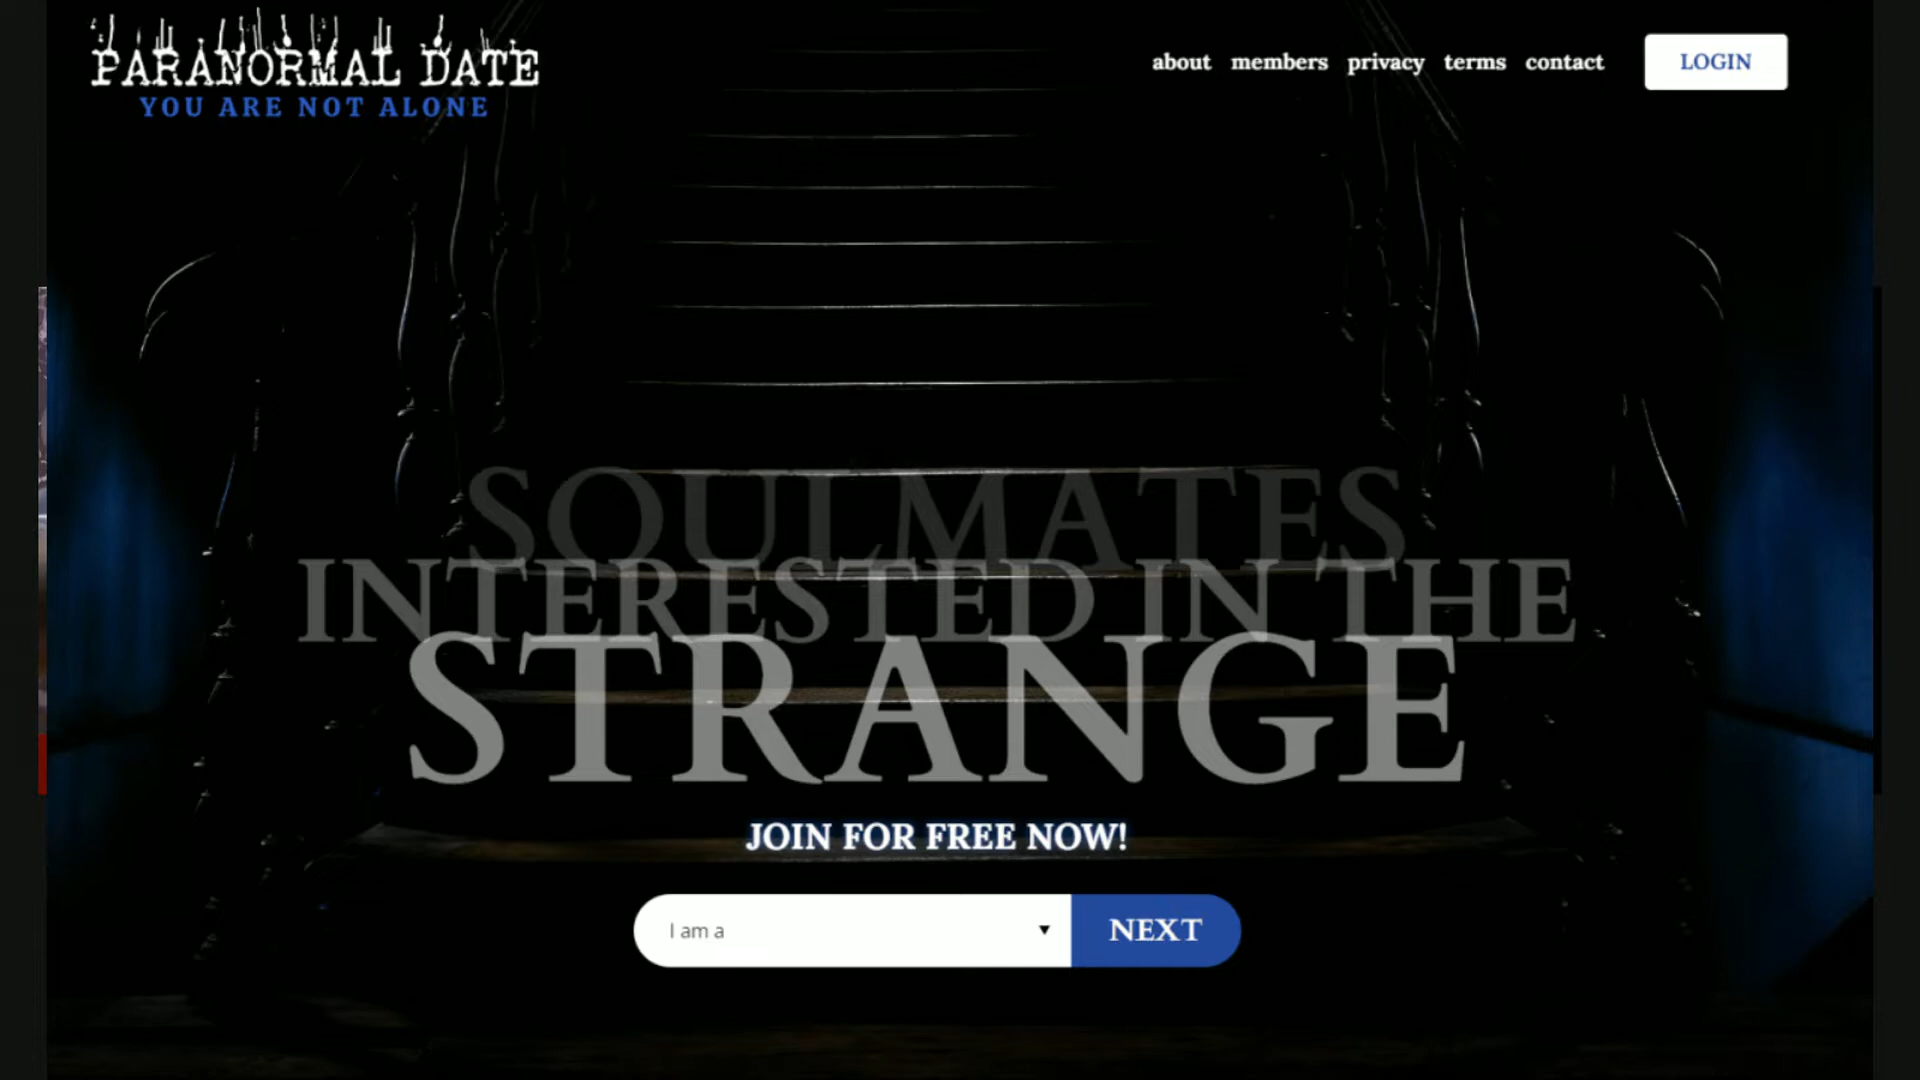 PARANORMAL DATE
YOU ARE NOT ALONE
about members privacy terms contact LOGIN
SOULMATES
INTERESTED IN THE
STRANGE
JOIN FOR FREE NOW!
I am a NEXT